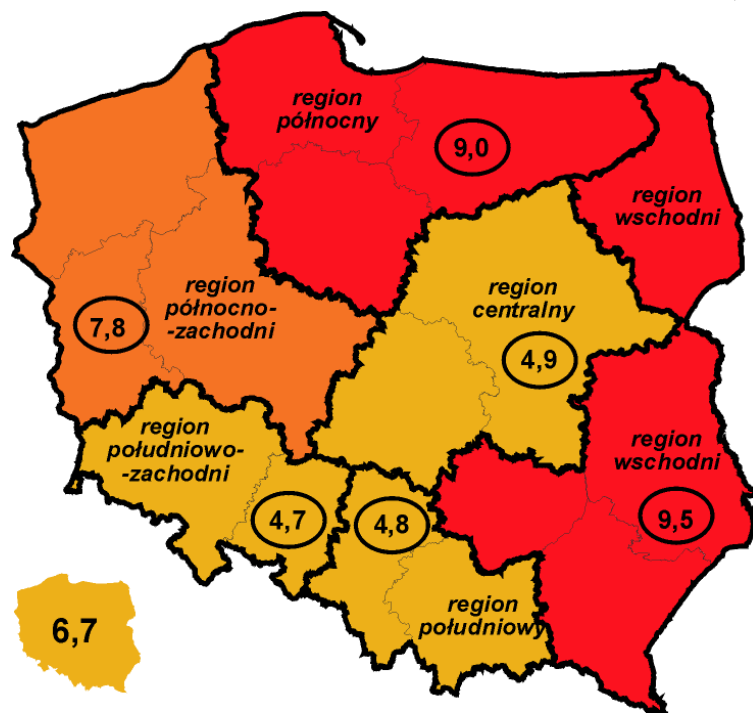 region
północny
9,0
region
wschodni
region
północno-
-zachodni
7,8
region
centralny
4,9
region
południowo-
-zachodni
4,7
4,8
region
wschodni
9,5
region
południowy
6,7